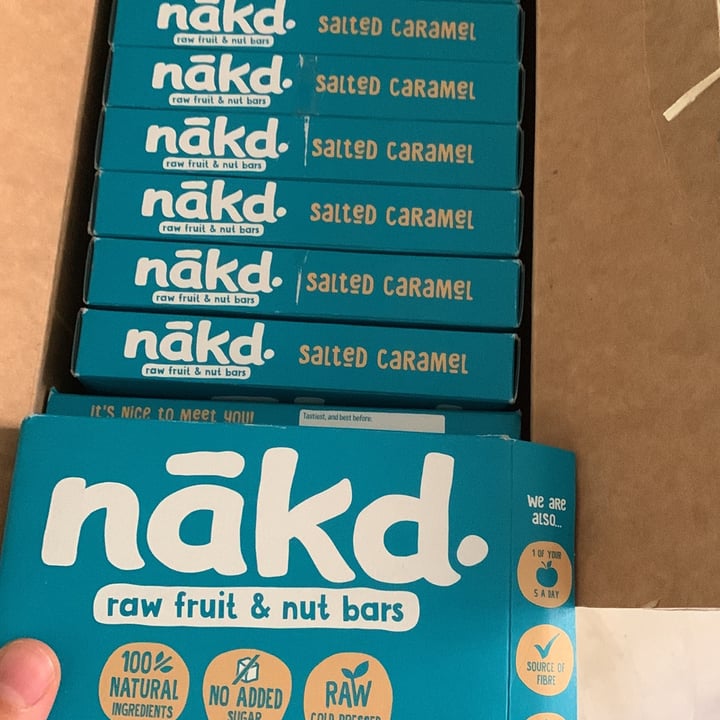 nākd. salted caramel
raw fruit & nut bars
nākd. salted caramel
raw fruit & nut bars
nākd. salted caramel
raw fruit & nut bars
nākd. salted caramel
raw fruit & nut bars
nākd. salted caramel
raw fruit & nut bars
nākd. salted caramel
raw fruit & nut bars
it's nice to meet you!
Tastiest, and best before:
nākd.
raw fruit & nut bars
100%
NATURAL
INGREDIENTS
NO ADDED
SUGAR
RAW
COLD PRESSED
we are
also...
1 OF YOUR
5 A DAY
SOURCE OF
FIBRE